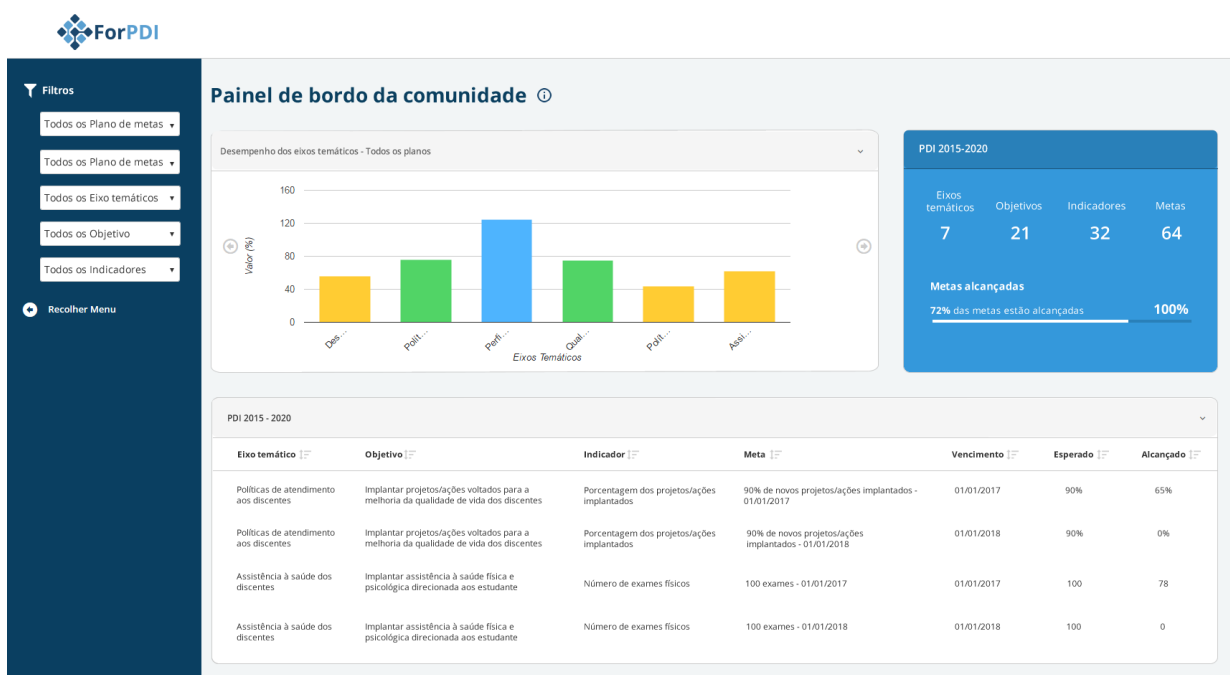 ForPDI
Filtros
Todos os Plano de metas
Todos os Plano de metas
Todos os Eixo temáticos
Todos os Objetivo
Todos os Indicadores
Recolher Menu
Painel de bordo da comunidade
Desempenho dos eixos temáticos - Todos os planos
160
120
80
40
0
Valor (%)
Des...
Polít...
Perfi...
Qual...
Polít...
Assi...
Eixos Temáticos
PDI 2015-2020
Eixos
temáticos Objetivos Indicadores Metas
7 21 32 64
Metas alcançadas
72% das metas estão alcançadas 100%
PDI 2015 - 2020
Eixo temático Objetivo Indicador Meta Vencimento Esperado Alcançado
Políticas de atendimento Implantar projetos/ações voltados para a Porcentagem dos projetos/ações 90% de novos projetos/ações implantados - 01/01/2017 90% 65%
aos discentes melhoria da qualidade de vida dos discentes implantados 01/01/2017
Políticas de atendimento Implantar projetos/ações voltados para a Porcentagem dos projetos/ações 90% de novos projetos/ações 01/01/2018 90% 0%
aos discentes melhoria da qualidade de vida dos discentes implantados implantados - 01/01/2018
Assistência à saúde dos Implantar assistência à saúde física e Número de exames físicos 100 exames - 01/01/2017 01/01/2017 100 78
discentes psicológica direcionada aos estudante
Assistência à saúde dos Implantar assistência à saúde física e Número de exames físicos 100 exames - 01/01/2018 01/01/2018 100 0
discentes psicológica direcionada aos estudante